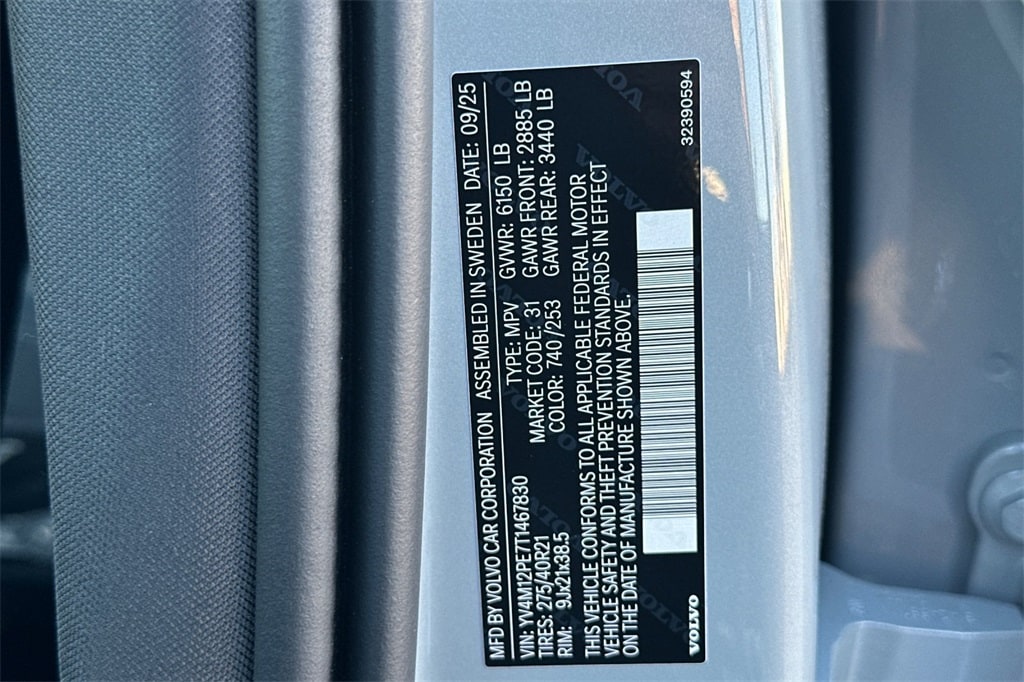 MFD BY VOLVO CAR CORPORATION ASSEMBLED IN SWEDEN DATE: 09/25
VIN: YV4M12PE7T1467830 TYPE: MPV GVWR: 6150 LB
TIRES: 275/40R21 MARKET CODE: 31 GAWR FRONT: 2885 LB
RIM: 9Jx21x38.5 COLOR: 740/253 GAWR REAR: 3440 LB
THIS VEHICLE CONFORMS TO ALL APPLICABLE FEDERAL MOTOR
VEHICLE SAFETY AND THEFT PREVENTION STANDARDS IN EFFECT
ON THE DATE OF MANUFACTURE SHOWN ABOVE.
VOLVO 32390594